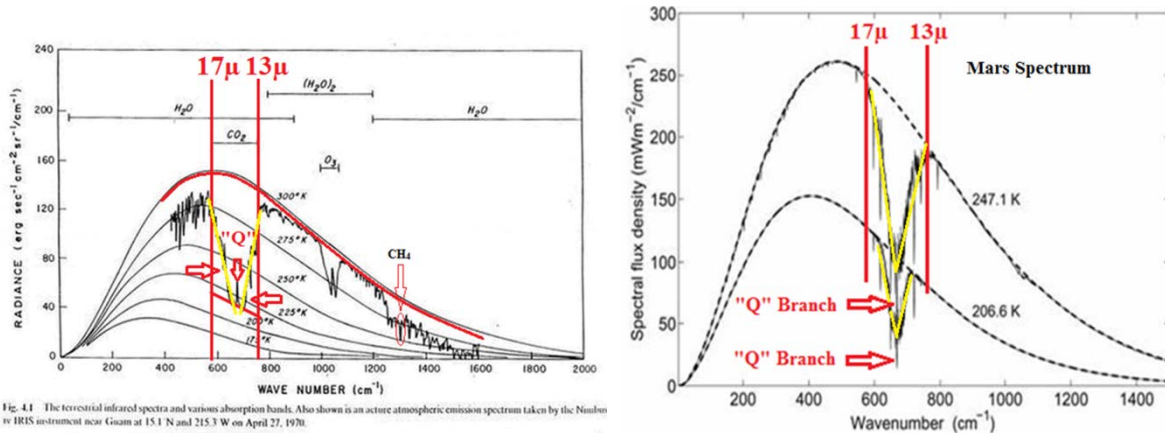 240
200
160
120
80
40
0
RADIANCE (erg sec⁻¹cm⁻² sr⁻¹/cm⁻¹)
17μ 13μ
(H₂O)₂
H₂O
H₂O
CO₂
O₃
300°K
"Q"
275°K
CH₄
250°K
225°K
200°K
175°K
0 200 400 600 800 1000 1200 1400 1600 1800 2000
WAVE NUMBER (cm⁻¹)
Fig. 4.1 The terrestrial infrared spectra and various absorption bands. Also shown is an acture atmospheric emission spectrum taken by the Nimbus
IRIS instrument near Guam at 15.1°N and 215.3°W on April 27, 1970.
300
250
200
150
100
50
0
Spectral flux density (mWm⁻²/cm⁻¹)
17μ 13μ
Mars Spectrum
247.1 K
206.6 K
"Q" Branch
"Q" Branch
200 400 600 800 1000 1200 1400
Wavenumber (cm⁻¹)